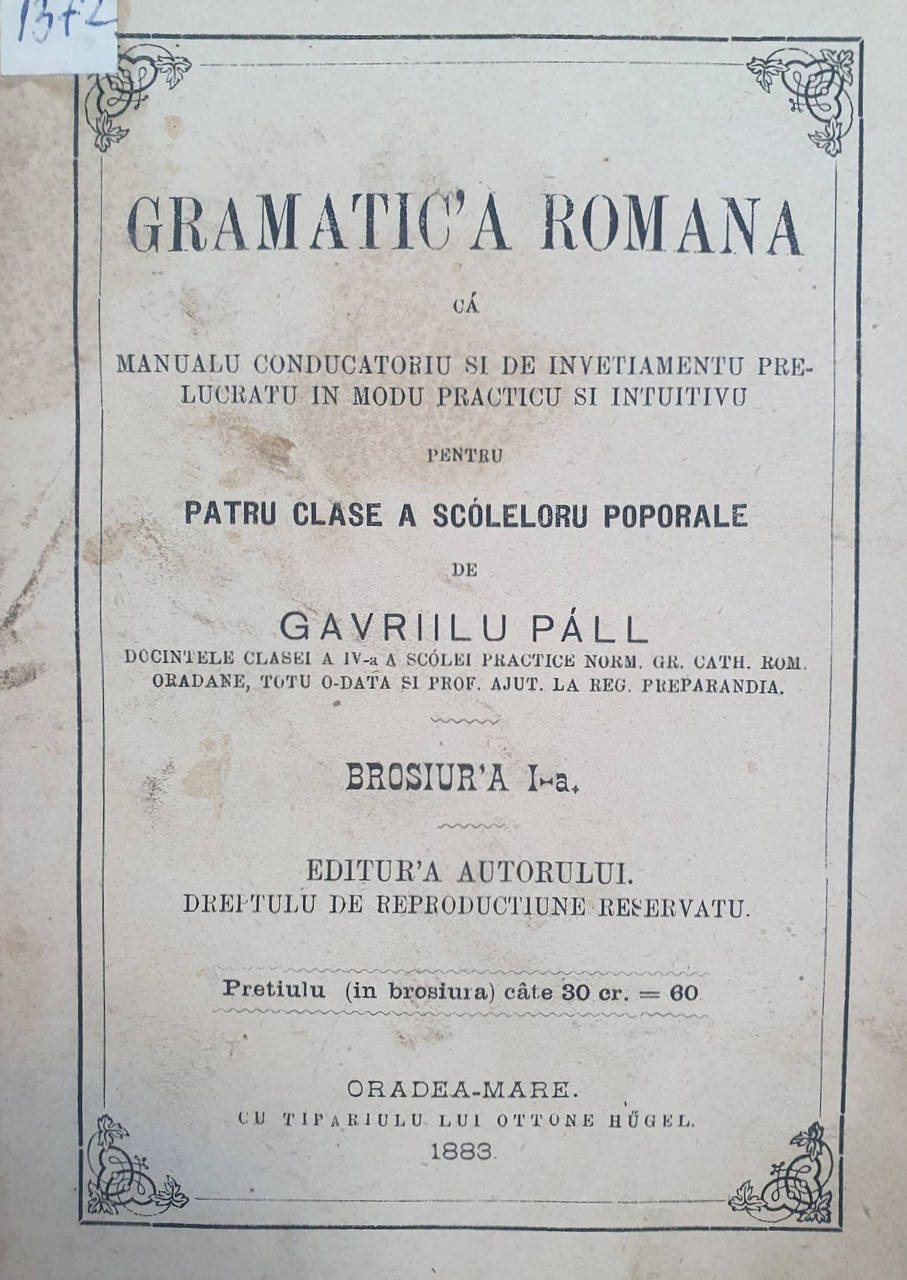 1372
GRAMATIC'A ROMANA
CÁ
MANUALU CONDUCATORIU SI DE INVETIAMENTU PRE-
LUCRATU IN MODU PRACTICU SI INTUITIVU
PENTRU
PATRU CLASE A SCÓLELORU POPORALE
DE
GAVRIILU PÁLL
DOCINTELE CLASEI A IV-a A SCÓLEI PRACTICE NORM. GR. CATH. ROM.
ORADANE, TOTU O-DATA SI PROF. AJUT. LA REG. PREPARANDIA.
BROSIUR'A I-a.
EDITUR'A AUTORULUI.
DREPTULU DE REPRODUCTIUNE RESERVATU.
Pretiulu (in brosiura) câte 30 cr. = 60
ORADEA-MARE.
CU TIPARIULU LUI OTTONE HŰGEL.
1883.